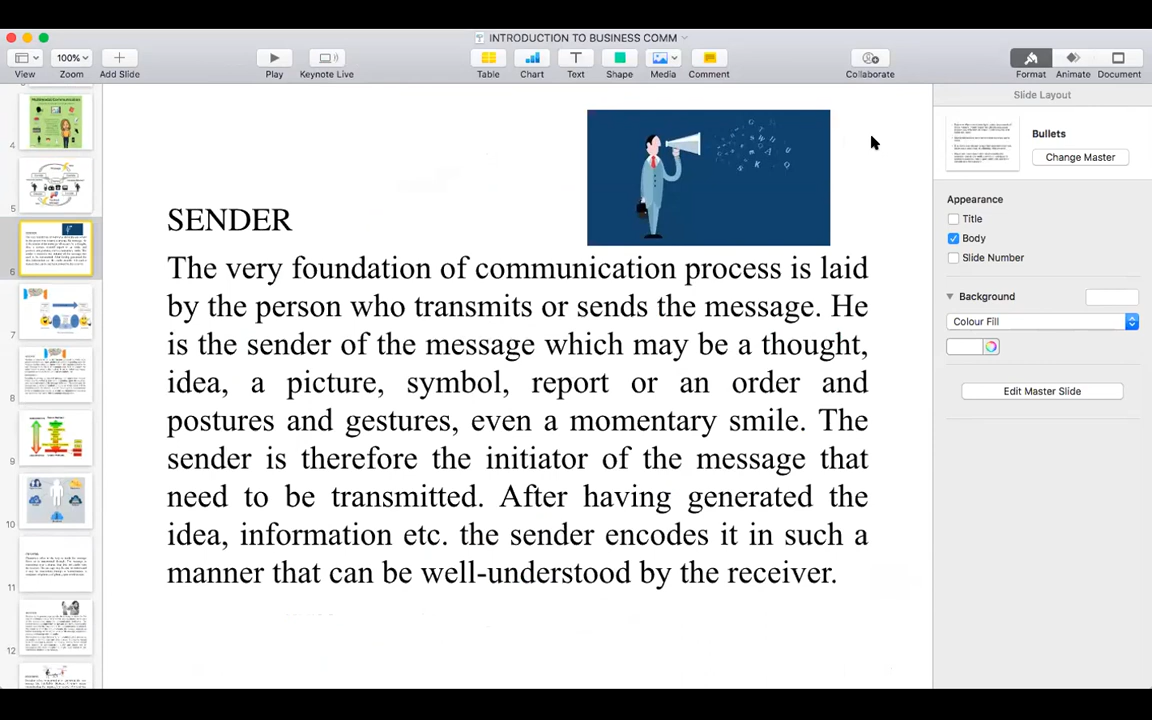 INTRODUCTION TO BUSINESS COMM
100%
View
Zoom
Add Slide
Play
Keynote Live
Table
Chart
Text
Shape
Media
Comment
Collaborate
Format
Animate
Document
4
5
6
7
8
9
10
11
12
SENDER
The very foundation of communication process is laid
by the person who transmits or sends the message. He
is the sender of the message which may be a thought,
idea, a picture, symbol, report or an order and
postures and gestures, even a momentary smile. The
sender is therefore the initiator of the message that
need to be transmitted. After having generated the
idea, information etc. the sender encodes it in such a
manner that can be well-understood by the receiver.
Slide Layout
Bullets
Change Master
Appearance
Title
Body
Slide Number
Background
Colour Fill
Edit Master Slide